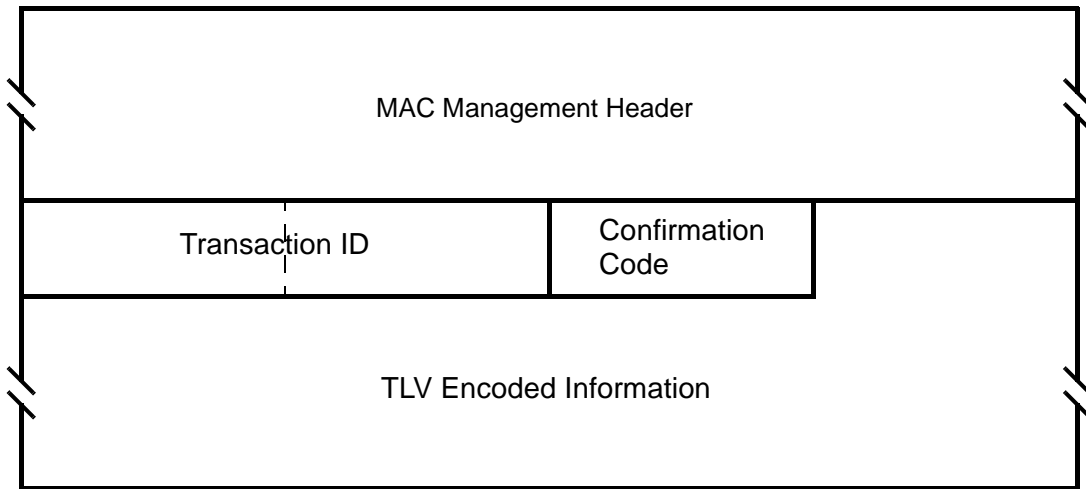 MAC Management Header
Transaction ID
Confirmation
Code
TLV Encoded Information